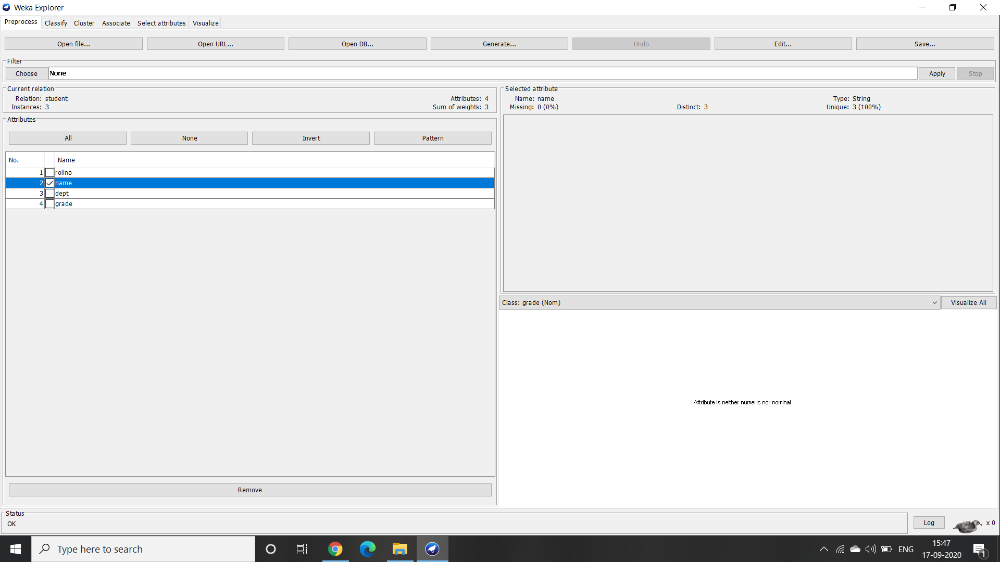 Weka Explorer
Preprocess Classify Cluster Associate Select attributes Visualize
Open file... Open URL... Open DB... Generate... Undo Edit... Save...
Filter
Choose None Apply Stop
Current relation
Relation: student Attributes: 4
Instances: 3 Sum of weights: 3
Selected attribute
Name: name Type: String
Missing: 0 (0%) Distinct: 3 Unique: 3 (100%)
Attributes
All None Invert Pattern
No. Name
1 rollno
2 name
3 dept
4 grade
Class: grade (Nom) Visualize All
Attribute is neither numeric nor nominal.
Remove
Status
OK
Log x 0
Type here to search
ENG
15:47
17-09-2020
1